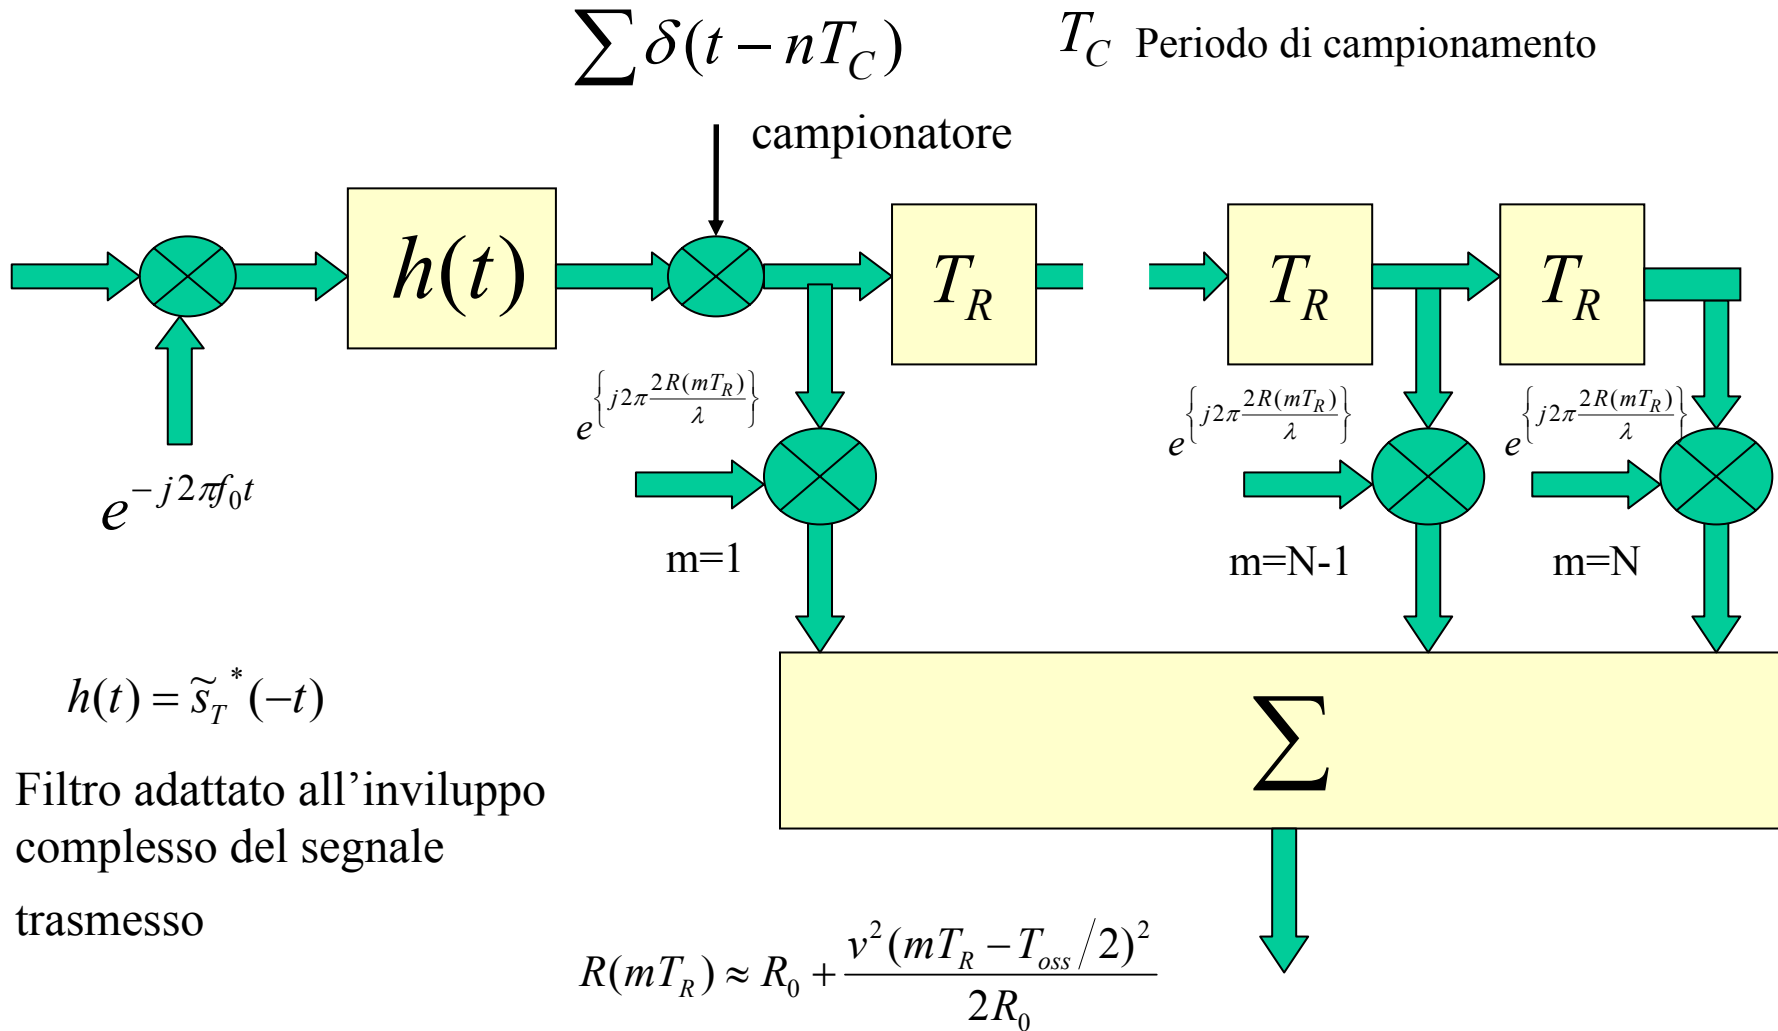 ∑ δ(t − nT_C)
T_C Periodo di campionamento
campionatore
h(t)
T_R
T_R
T_R
e^{j2π 2R(mT_R)/λ}
e^{j2π 2R(mT_R)/λ}
e^{j2π 2R(mT_R)/λ}
e^{−j2πf_0t}
m=1
m=N-1
m=N
h(t) = s̃_T^*(−t)
∑
Filtro adattato all’inviluppo
complesso del segnale
trasmesso
R(mT_R) ≈ R_0 + v^2(mT_R − T_oss/2)^2 / 2R_0